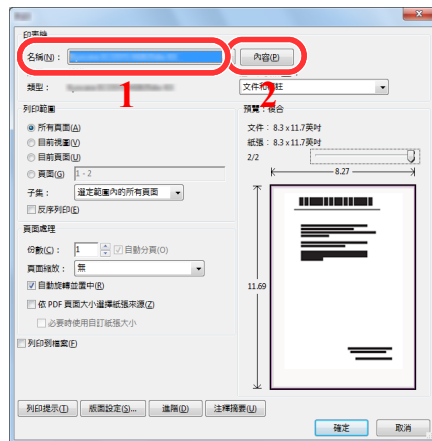 印表機
名稱(N)：
內容(P)
類型：
文件和註
1
2
列印範圍
所有頁面(A)
目前視圖(V)
目前頁面(U)
頁面(G)
1 - 2
子集：
選定範圍內的所有頁面
反序列印(E)
頁面處理
份數(C)：
1
自動分頁(O)
頁面縮放：
無
自動旋轉並置中(R)
依 PDF 頁面大小選擇紙張來源(Z)
必要時使用自訂紙張大小
列印到檔案(F)
預覽：複合
文件： 8.3 x 11.7英吋
紙張： 8.3 x 11.7英吋
2/2
8.27
11.69
列印提示(T)
版面設定(S)...
進階(D)
注釋摘要(U)
確定
取消